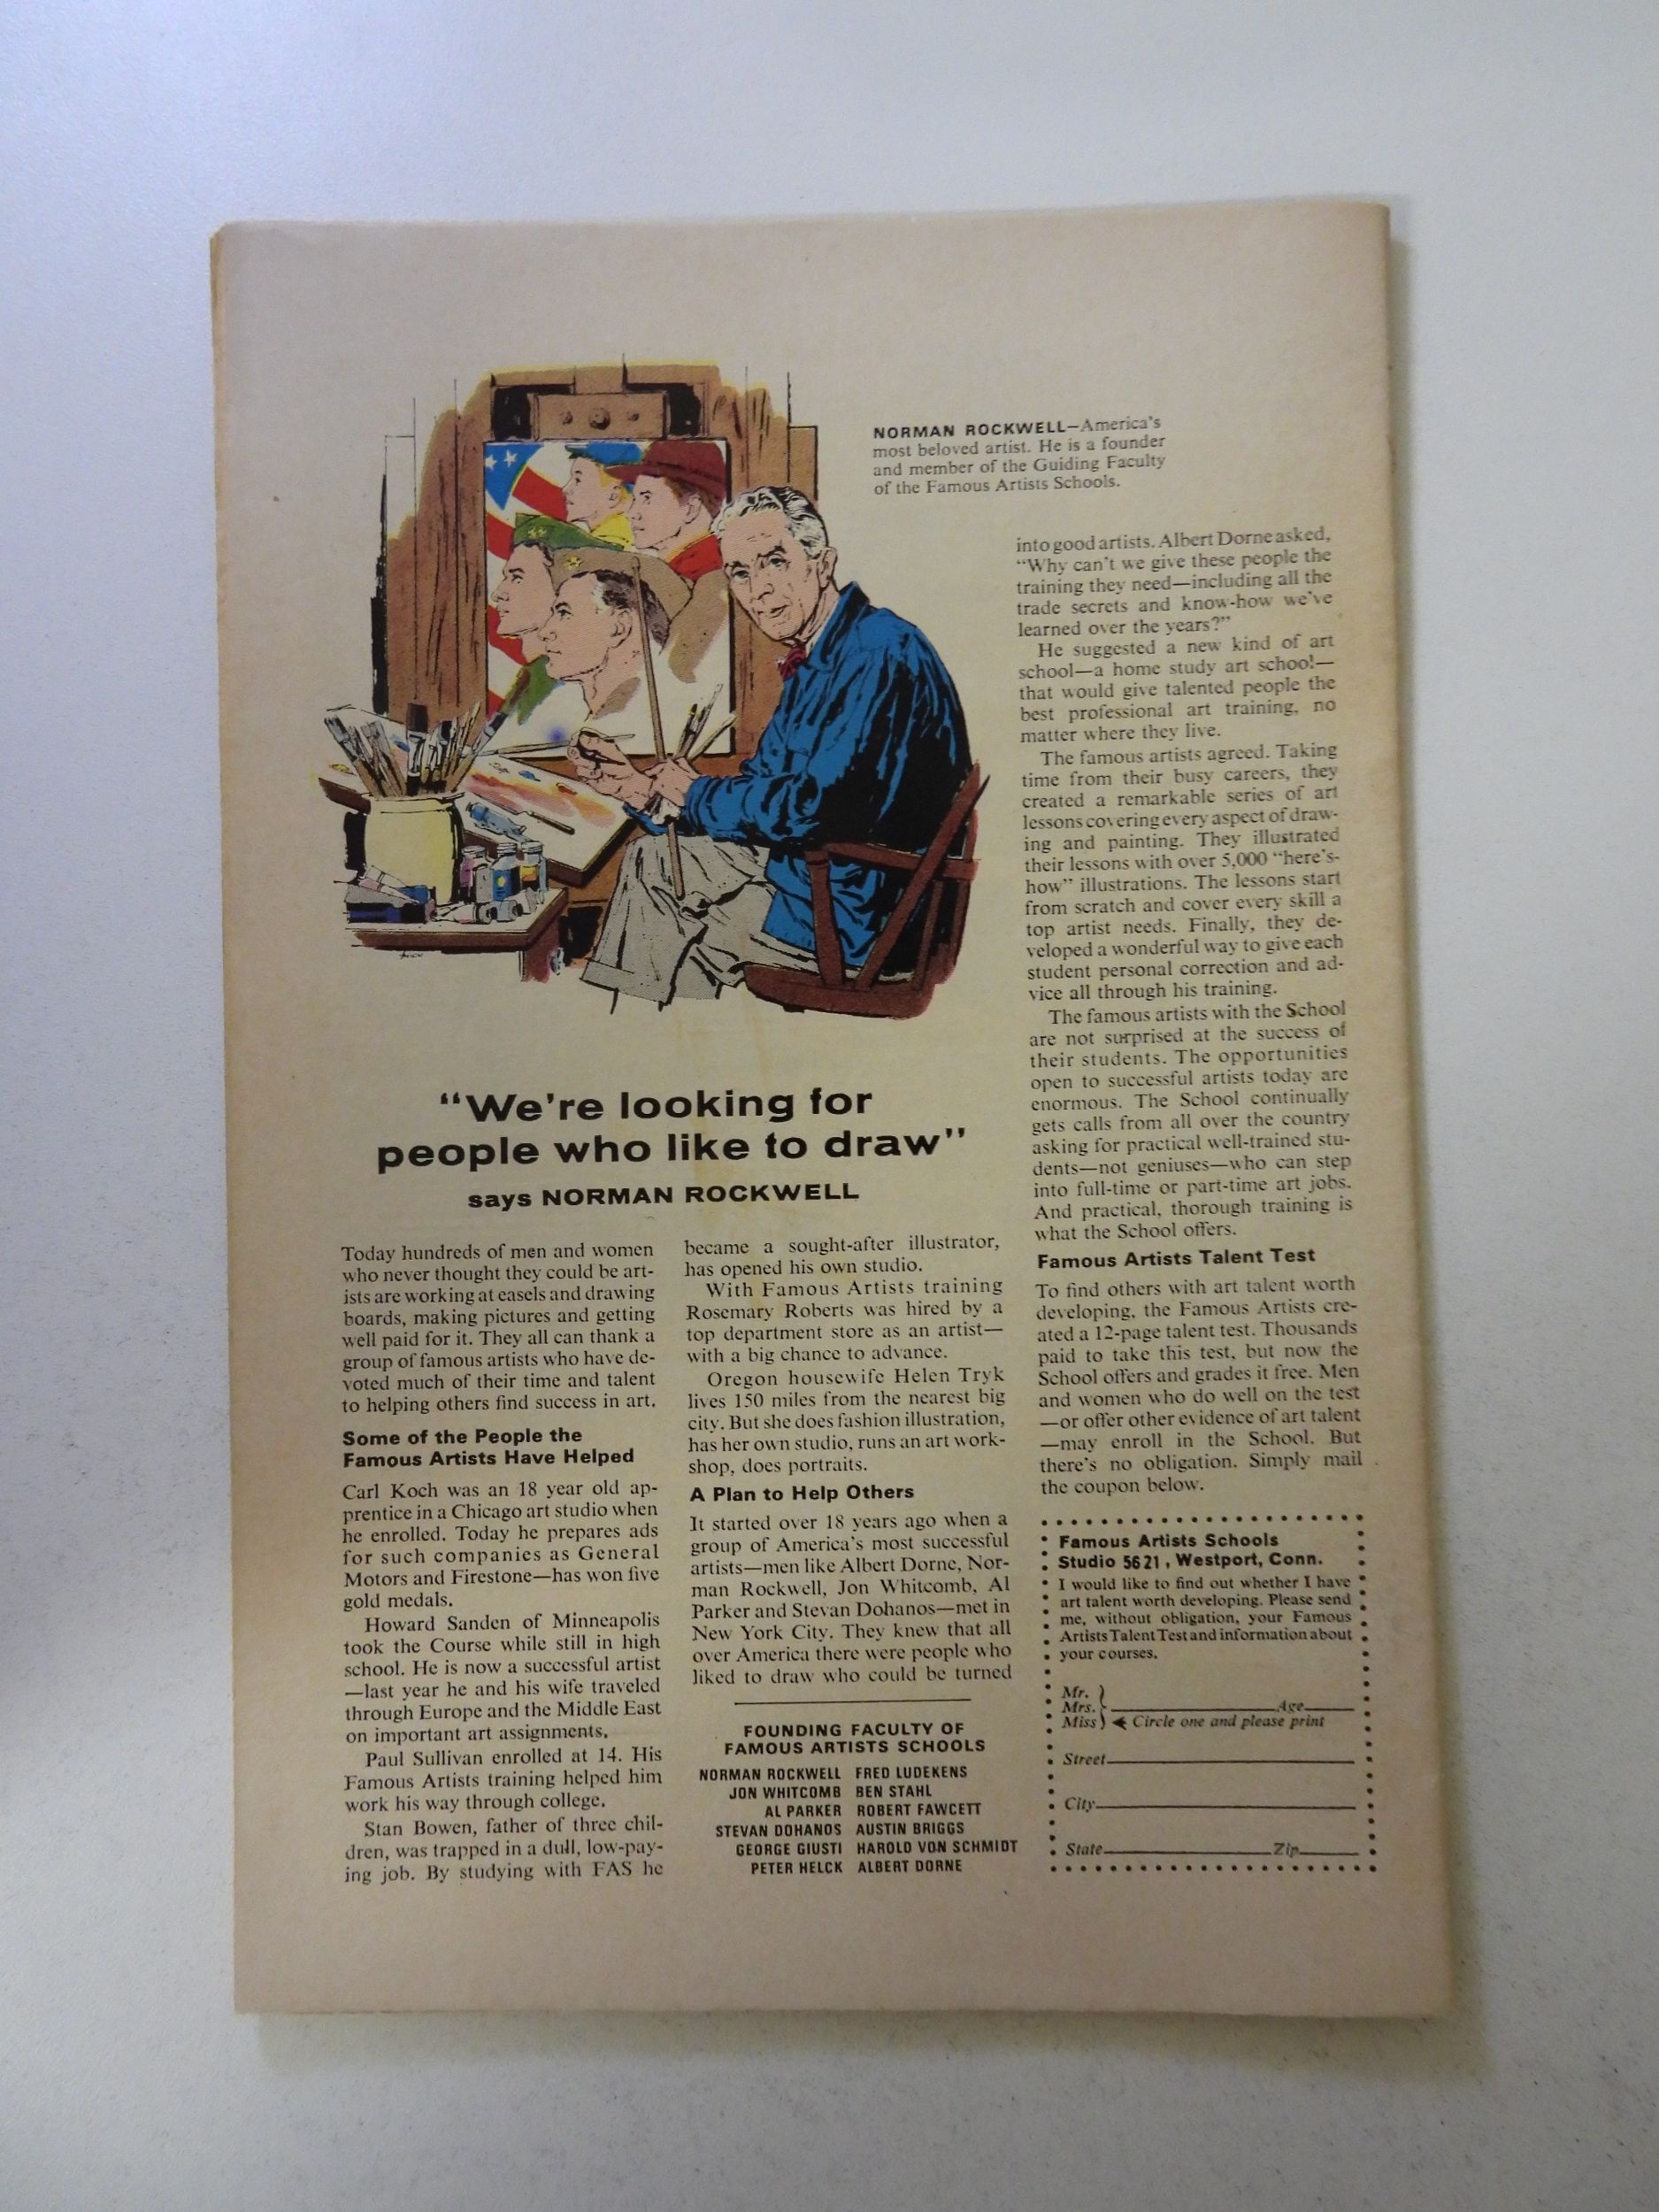 NORMAN ROCKWELL—America's
most beloved artist. He is a founder
and member of the Guiding Faculty
of the Famous Artists Schools.
"We're looking for
people who like to draw"
says NORMAN ROCKWELL
Today hundreds of men and women
who never thought they could be art-
ists are working at easels and drawing
boards, making pictures and getting
well paid for it. They all can thank a
group of famous artists who have de-
voted much of their time and talent
to helping others find success in art.
Some of the People the
Famous Artists Have Helped
Carl Koch was an 18 year old ap-
prentice in a Chicago art studio when
he enrolled. Today he prepares ads
for such companies as General
Motors and Firestone—has won five
gold medals.
Howard Sanden of Minneapolis
took the Course while still in high
school. He is now a successful artist
—last year he and his wife traveled
through Europe and the Middle East
on important art assignments.
Paul Sullivan enrolled at 14. His
Famous Artists training helped him
work his way through college.
Stan Bowen, father of three chil-
dren, was trapped in a dull, low-pay-
ing job. By studying with FAS he
became a sought-after illustrator,
has opened his own studio.
With Famous Artists training
Rosemary Roberts was hired by a
top department store as an artist—
with a big chance to advance.
Oregon housewife Helen Tryk
lives 150 miles from the nearest big
city. But she does fashion illustration,
has her own studio, runs an art work-
shop, does portraits.
A Plan to Help Others
It started over 18 years ago when a
group of America's most successful
artists—men like Albert Dorne, Nor-
man Rockwell, Jon Whitcomb, Al
Parker and Stevan Dohanos—met in
New York City. They knew that all
over America there were people who
liked to draw who could be turned
FOUNDING FACULTY OF
FAMOUS ARTISTS SCHOOLS
NORMAN ROCKWELL FRED LUDEKENS
JON WHITCOMB BEN STAHL
AL PARKER ROBERT FAWCETT
STEVAN DOHANOS AUSTIN BRIGGS
GEORGE GIUSTI HAROLD VON SCHMIDT
PETER HELCK ALBERT DORNE
into good artists. Albert Dorne asked,
"Why can't we give these people the
training they need—including all the
trade secrets and know-how we've
learned over the years?"
He suggested a new kind of art
school—a home study art school—
that would give talented people the
best professional art training, no
matter where they live.
The famous artists agreed. Taking
time from their busy careers, they
created a remarkable series of art
lessons covering every aspect of draw-
ing and painting. They illustrated
their lessons with over 5,000 "here's-
how" illustrations. The lessons start
from scratch and cover every skill a
top artist needs. Finally, they de-
veloped a wonderful way to give each
student personal correction and ad-
vice all through his training.
The famous artists with the School
are not surprised at the success of
their students. The opportunities
open to successful artists today are
enormous. The School continually
gets calls from all over the country
asking for practical well-trained stu-
dents—not geniuses—who can step
into full-time or part-time art jobs.
And practical, thorough training is
what the School offers.
Famous Artists Talent Test
To find others with art talent worth
developing, the Famous Artists cre-
ated a 12-page talent test. Thousands
paid to take this test, but now the
School offers and grades it free. Men
and women who do well on the test
—or offer other evidence of art talent
—may enroll in the School. But
there's no obligation. Simply mail
the coupon below.
Famous Artists Schools
Studio 5621, Westport, Conn.
I would like to find out whether I have
art talent worth developing. Please send
me, without obligation, your Famous
Artists Talent Test and information about
your courses.
Mr.
Mrs. Age
Miss Circle one and please print
Street
City
State Zip